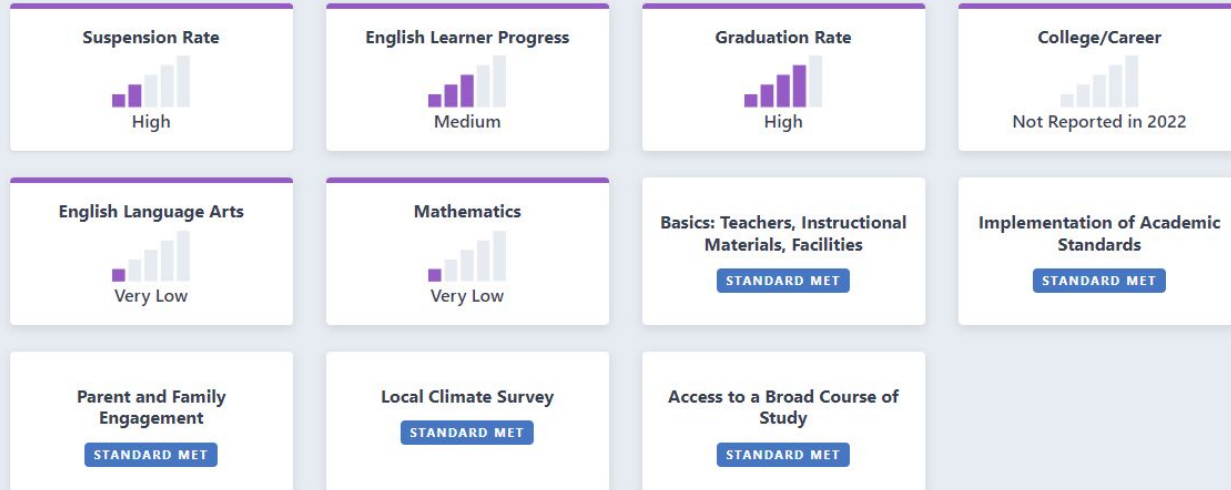 Suspension Rate
High
English Learner Progress
Medium
Graduation Rate
High
College/Career
Not Reported in 2022
English Language Arts
Very Low
Mathematics
Very Low
Basics: Teachers, Instructional
Materials, Facilities
STANDARD MET
Implementation of Academic
Standards
STANDARD MET
Parent and Family
Engagement
STANDARD MET
Local Climate Survey
STANDARD MET
Access to a Broad Course of
Study
STANDARD MET